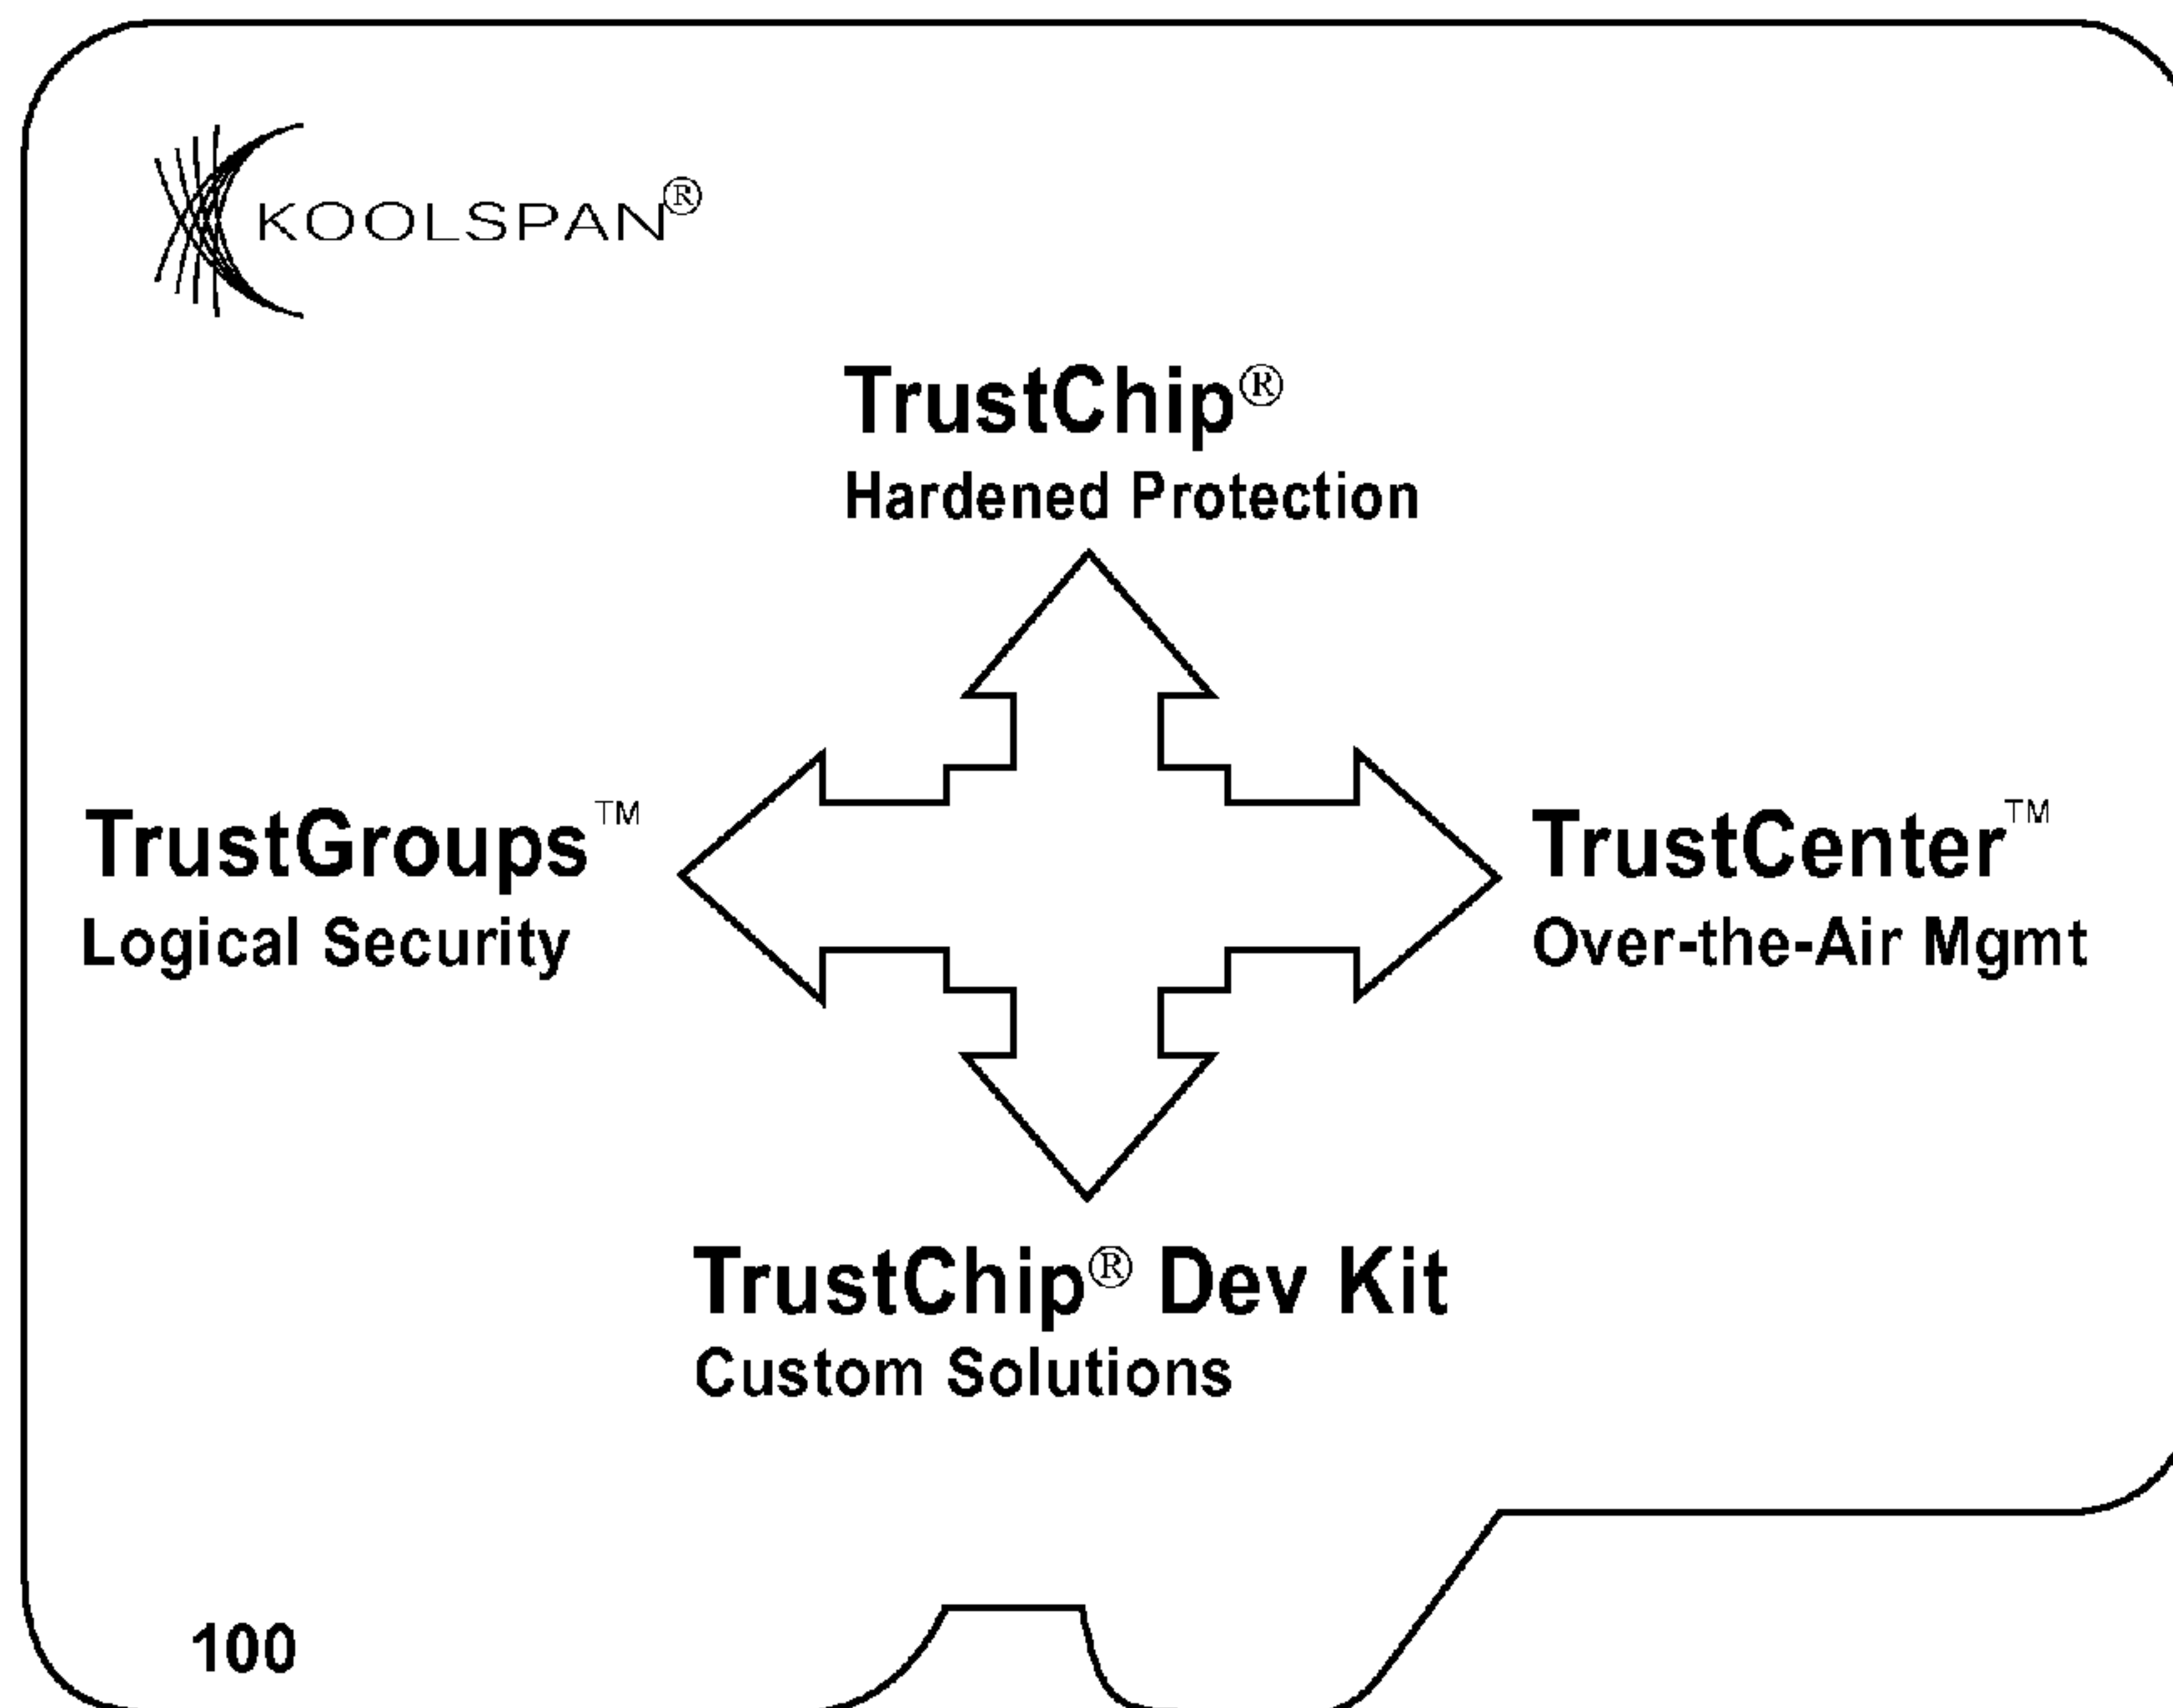 KOOLSPAN®
TrustChip®
Hardened Protection
TrustGroups™
Logical Security
TrustCenter™
Over-the-Air Mgmt
TrustChip® Dev Kit
Custom Solutions
100